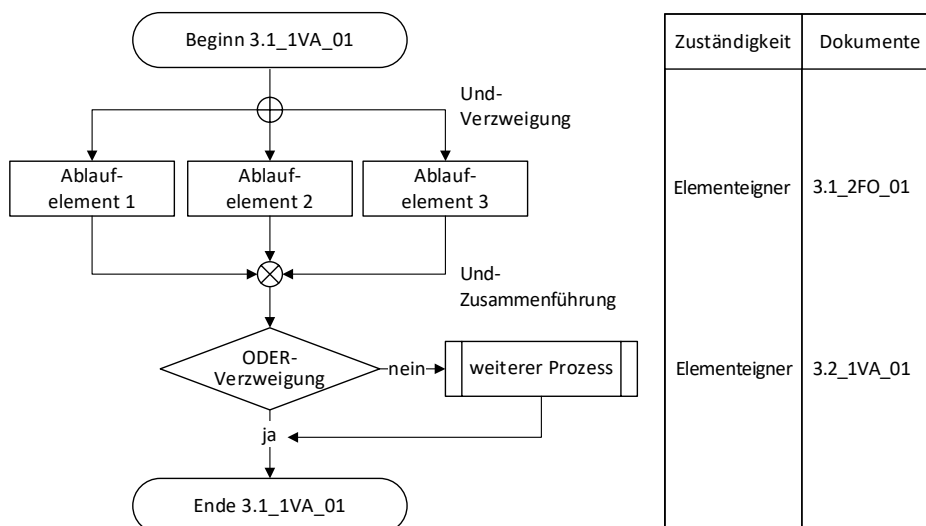 Beginn 3.1_1VA_01
Und-
Verzweigung
Ablauf-
element 1
Ablauf-
element 2
Ablauf-
element 3
Und-
Zusammenführung
ODER-
Verzweigung
nein
weiterer Prozess
ja
Ende 3.1_1VA_01
Zuständigkeit
Dokumente
Elementeigner
3.1_2FO_01
Elementeigner
3.2_1VA_01